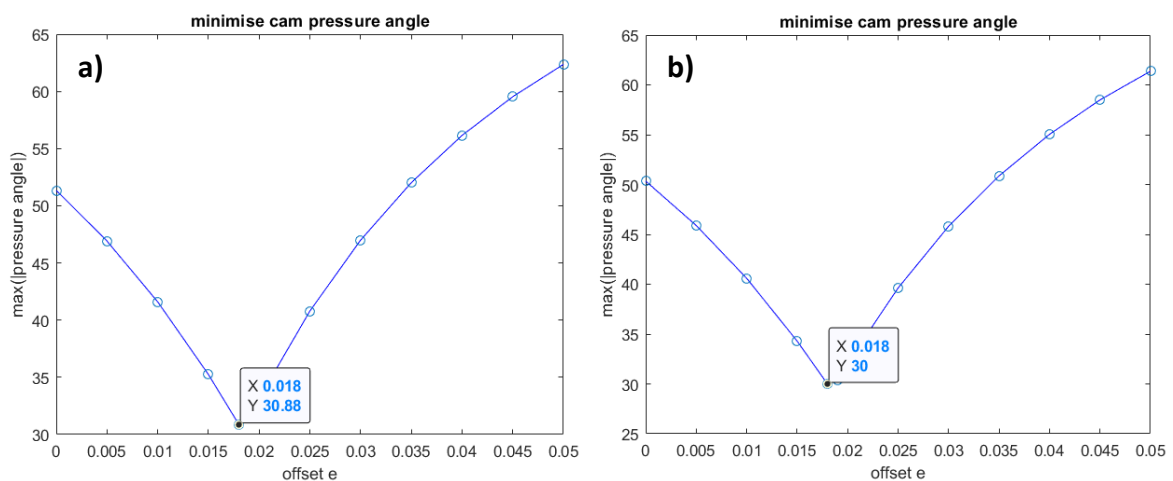 minimise cam pressure angle
a)
max(|pressure angle|)
65
60
55
50
45
40
35
30
X 0.018
Y 30.88
0 0.005 0.01 0.015 0.02 0.025 0.03 0.035 0.04 0.045 0.05
offset e
minimise cam pressure angle
b)
max(|pressure angle|)
65
60
55
50
45
40
35
30
25
X 0.018
Y 30
0 0.005 0.01 0.015 0.02 0.025 0.03 0.035 0.04 0.045 0.05
offset e